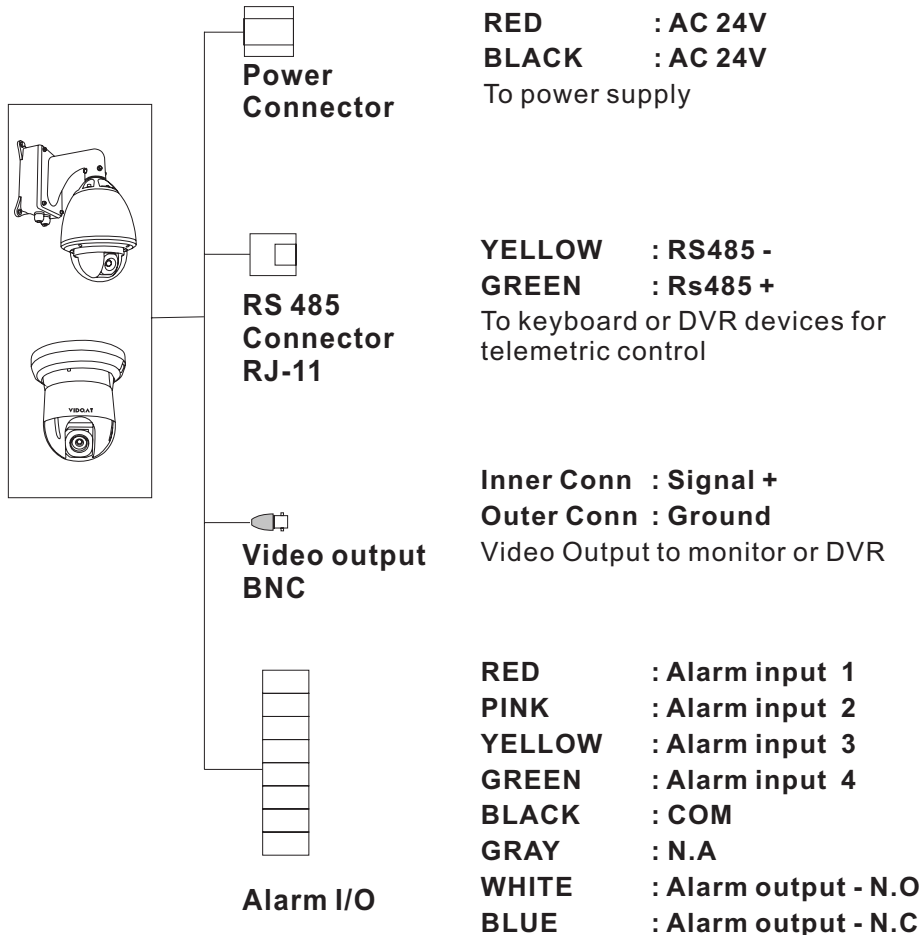 RED : AC 24V
BLACK : AC 24V
To power supply
Power
Connector
YELLOW : RS485 -
GREEN : Rs485 +
To keyboard or DVR devices for
telemetric control
RS 485
Connector
RJ-11
Inner Conn : Signal +
Outer Conn : Ground
Video Output to monitor or DVR
Video output
BNC
RED : Alarm input 1
PINK : Alarm input 2
YELLOW : Alarm input 3
GREEN : Alarm input 4
BLACK : COM
GRAY : N.A
WHITE : Alarm output - N.O
BLUE : Alarm output - N.C
Alarm I/O
VIDO.AT